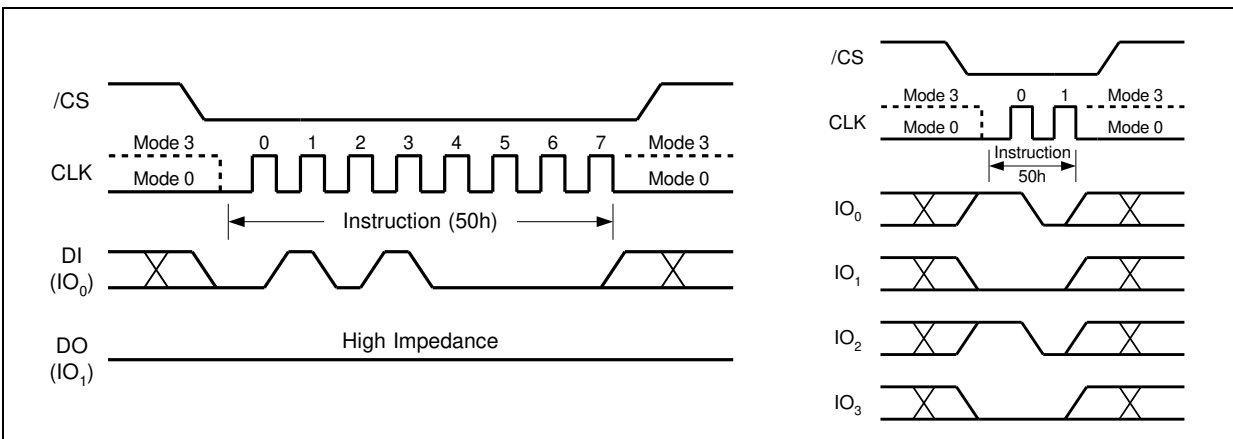 /CS
Mode 3
0
1
2
3
4
5
6
7
Mode 3
CLK
Mode 0
Mode 0
Instruction (50h)
DI
(IO0)
DO
(IO1)
High Impedance
/CS
Mode 3
0
1
Mode 3
CLK
Mode 0
Mode 0
Instruction
50h
IO0
IO1
IO2
IO3